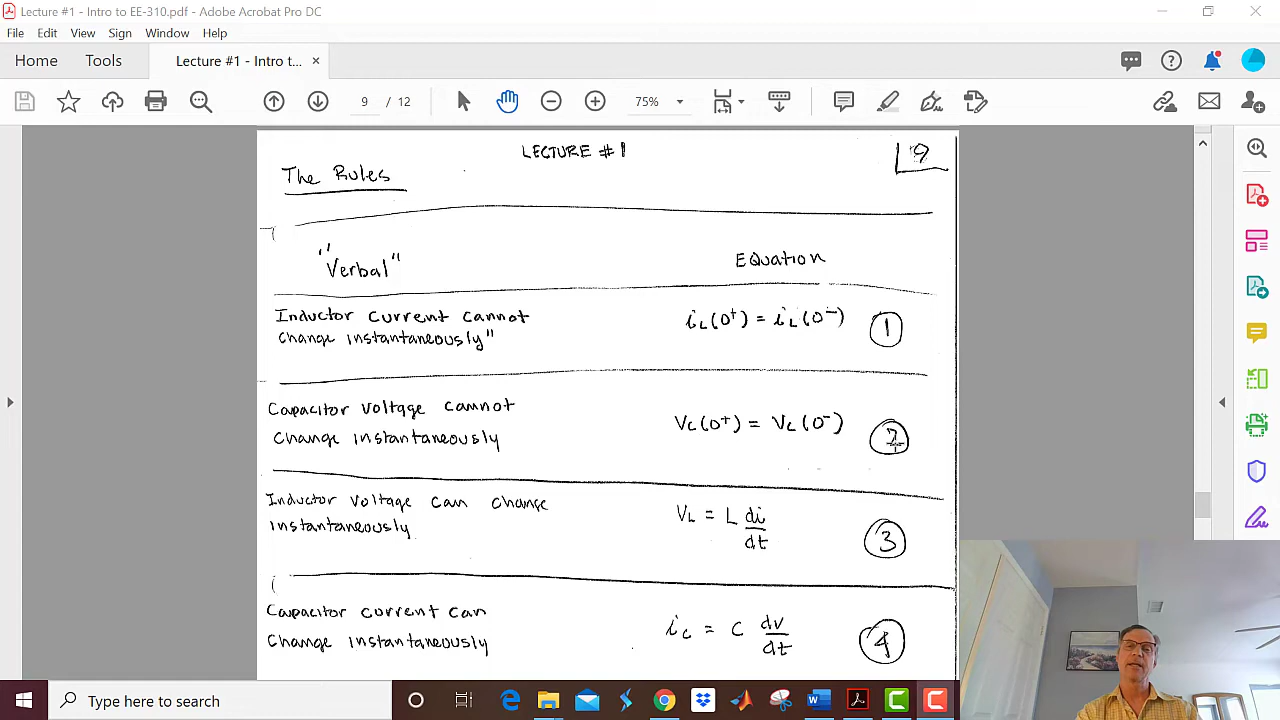 Lecture #1 - Intro to EE-310.pdf - Adobe Acrobat Pro DC
File Edit View Sign Window Help
Home Tools Lecture #1 - Intro t... ×
9 / 12 75%
LECTURE #1
9
The Rules
"Verbal" Equation
Inductor current cannot
change instantaneously"
iL(0+) = iL(0-) 1
Capacitor voltage cannot
change instantaneously
Vc(0+) = Vc(0-) 2
Inductor voltage can change
instantaneously
VL = L di/dt 3
Capacitor current can
change instantaneously
ic = C dv/dt 4
Type here to search